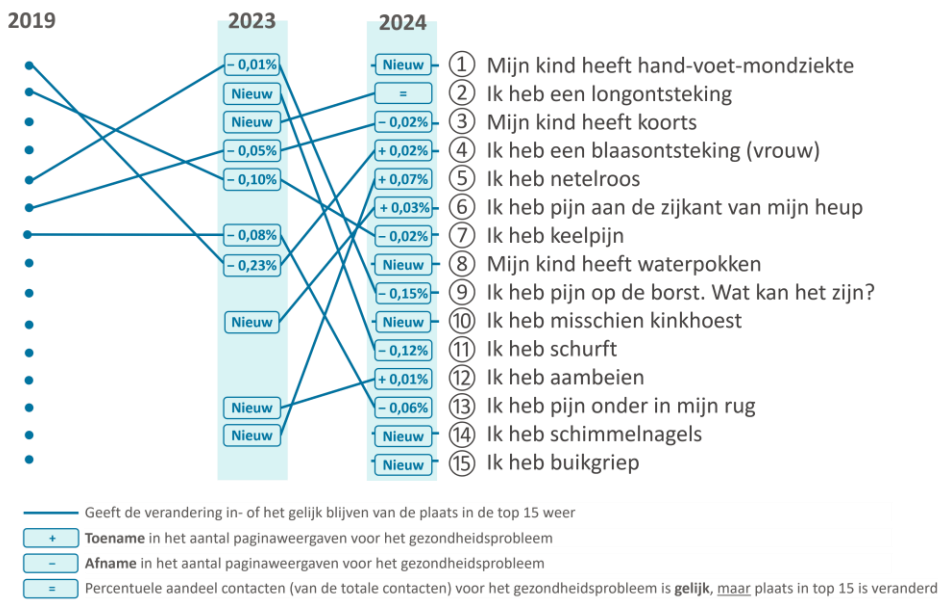 2019 2023 2024
− 0,01% Nieuw ① Mijn kind heeft hand-voet-mondziekte
Nieuw = ② Ik heb een longontsteking
Nieuw − 0,02% ③ Mijn kind heeft koorts
− 0,05% + 0,02% ④ Ik heb een blaasontsteking (vrouw)
− 0,10% + 0,07% ⑤ Ik heb netelroos
+ 0,03% ⑥ Ik heb pijn aan de zijkant van mijn heup
− 0,08% − 0,02% ⑦ Ik heb keelpijn
− 0,23% Nieuw ⑧ Mijn kind heeft waterpokken
− 0,15% ⑨ Ik heb pijn op de borst. Wat kan het zijn?
Nieuw Nieuw ⑩ Ik heb misschien kinkhoest
− 0,12% ⑪ Ik heb schurft
+ 0,01% ⑫ Ik heb aambeien
Nieuw − 0,06% ⑬ Ik heb pijn onder in mijn rug
Nieuw Nieuw ⑭ Ik heb schimmelnagels
Nieuw ⑮ Ik heb buikgriep
Geeft de verandering in- of het gelijk blijven van de plaats in de top 15 weer
+ Toename in het aantal paginaweergaven voor het gezondheidsprobleem
− Afname in het aantal paginaweergaven voor het gezondheidsprobleem
= Percentuele aandeel contacten (van de totale contacten) voor het gezondheidsprobleem is gelijk, maar plaats in top 15 is veranderd